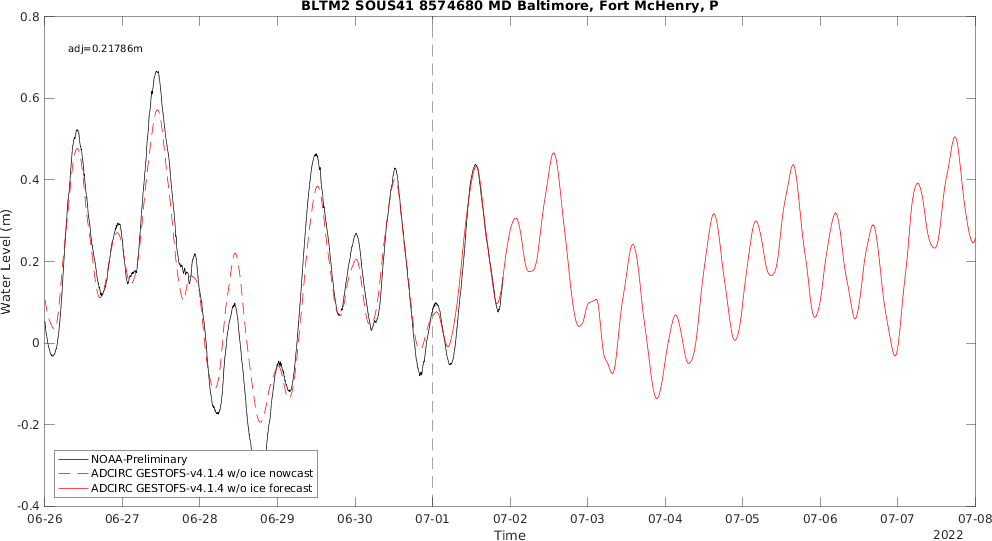 BLTM2 SOUS41 8574680 MD Baltimore, Fort McHenry, P
adj=0.21786m
Water Level (m)
0.8
0.6
0.4
0.2
0
-0.2
-0.4
NOAA-Preliminary
ADCIRC GESTOFS-v4.1.4 w/o ice nowcast
ADCIRC GESTOFS-v4.1.4 w/o ice forecast
06-26 06-27 06-28 06-29 06-30 07-01 07-02 07-03 07-04 07-05 07-06 07-07 07-08
Time
2022